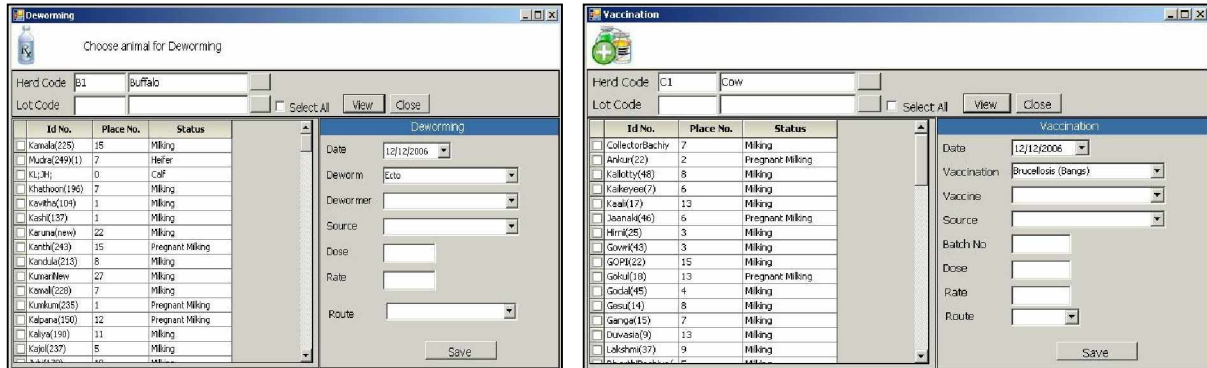 Deworming
Rx
Choose animal for Deworming
Herd Code B1 Buffalo
Lot Code Select All View Close
Id No. Place No. Status
Kamala(225) 15 Milking
Mudra(249)(1) 7 Heifer
KL;JH; 0 Calf
Khathoon(196) 7 Milking
Kavitha(104) 1 Milking
Kashi(137) 1 Milking
Karuna(new) 22 Milking
Kanthi(243) 15 Pregnant Milking
Kandula(213) 8 Milking
KumariNew 27 Milking
Kamali(228) 7 Milking
Kumkum(235) 1 Pregnant Milking
Kalpana(150) 12 Pregnant Milking
Kaliya(190) 11 Milking
Kajol(237) 5 Milking
Deworming
Date 12/12/2006
Deworm Ecto
Dewormer
Source
Dose
Rate
Route
Save
Vaccination
Herd Code C1 Cow
Lot Code Select All View Close
Id No. Place No. Status
CollectorBachiy 7 Milking
Ankur(22) 2 Pregnant Milking
Kallotty(48) 8 Milking
Kaikeyee(7) 6 Milking
Kaali(17) 13 Milking
Jaanaki(46) 6 Pregnant Milking
Hirni(25) 3 Milking
Gowri(43) 3 Milking
GOPI(22) 15 Milking
Gokul(18) 13 Pregnant Milking
Godal(45) 4 Milking
Gesu(14) 8 Milking
Ganga(15) 7 Milking
Duvasia(9) 13 Milking
Lakshmi(37) 9 Milking
Vaccination
Date 12/12/2006
Vaccination Brucellosis (Bangs)
Vaccine
Source
Batch No
Dose
Rate
Route
Save